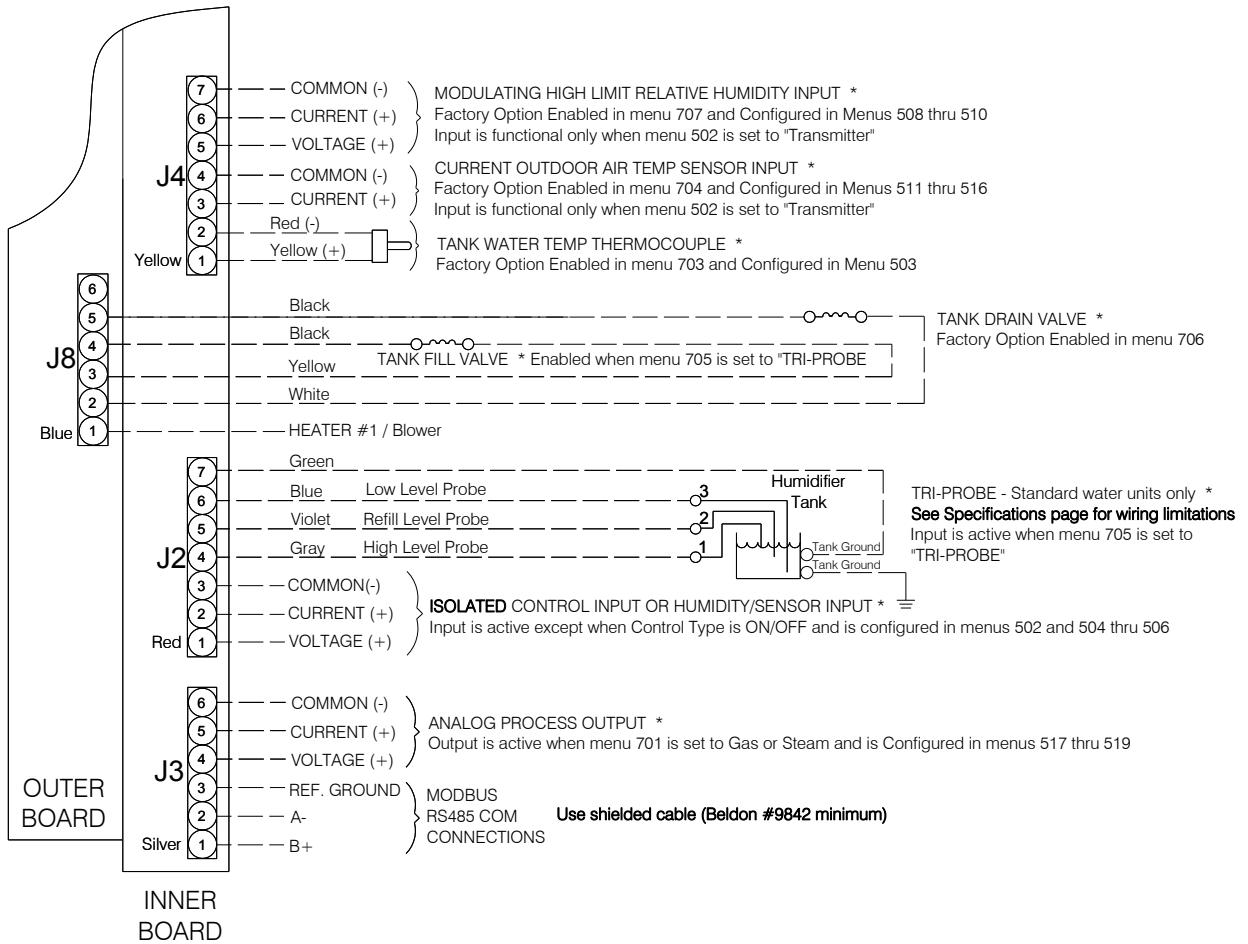 7 COMMON (-)
6 CURRENT (+)
5 VOLTAGE (+)
MODULATING HIGH LIMIT RELATIVE HUMIDITY INPUT *
Factory Option Enabled in menu 707 and Configured in Menus 508 thru 510
Input is functional only when menu 502 is set to "Transmitter"
J4
4 COMMON (-)
3 CURRENT (+)
CURRENT OUTDOOR AIR TEMP SENSOR INPUT *
Factory Option Enabled in menu 704 and Configured in Menus 511 thru 516
Input is functional only when menu 502 is set to "Transmitter"
2 Red (-)
Yellow 1 Yellow (+)
TANK WATER TEMP THERMOCOUPLE *
Factory Option Enabled in menu 703 and Configured in Menu 503
J8
6
5 Black
TANK DRAIN VALVE *
Factory Option Enabled in menu 706
4 Black
TANK FILL VALVE * Enabled when menu 705 is set to "TRI-PROBE
3 Yellow
2 White
Blue 1 HEATER #1 / Blower
7 Green
6 Blue Low Level Probe 3
5 Violet Refill Level Probe 2
J2
4 Gray High Level Probe 1
Humidifier
Tank
Tank Ground
Tank Ground
TRI-PROBE - Standard water units only *
See Specifications page for wiring limitations
Input is active when menu 705 is set to
"TRI-PROBE"
3 COMMON(-)
2 CURRENT (+)
Red 1 VOLTAGE (+)
ISOLATED CONTROL INPUT OR HUMIDITY/SENSOR INPUT *
Input is active except when Control Type is ON/OFF and is configured in menus 502 and 504 thru 506
6 COMMON (-)
5 CURRENT (+)
4 VOLTAGE (+)
ANALOG PROCESS OUTPUT *
Output is active when menu 701 is set to Gas or Steam and is Configured in menus 517 thru 519
J3
3 REF. GROUND
2 A-
Silver 1 B+
MODBUS
RS485 COM
CONNECTIONS
Use shielded cable (Beldon #9842 minimum)
OUTER
BOARD
INNER
BOARD